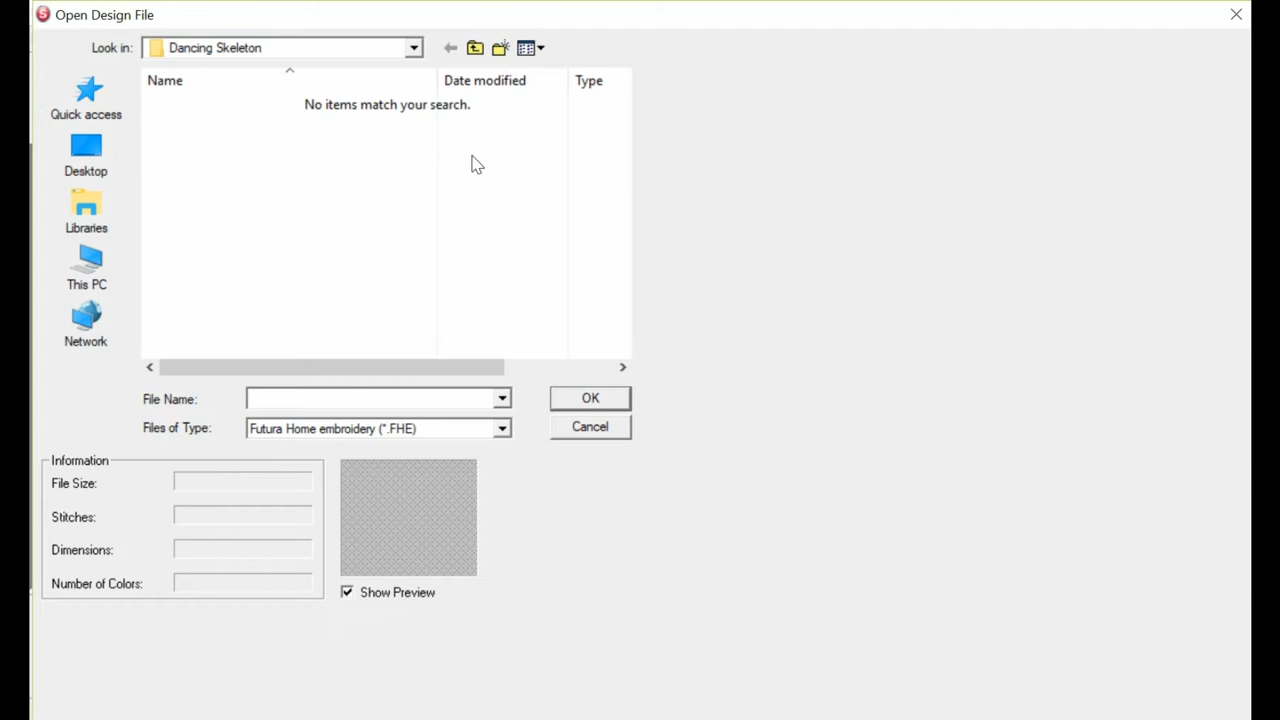 Open Design File
Look in: Dancing Skeleton
Name Date modified Type
No items match your search.
Quick access
Desktop
Libraries
This PC
Network
File Name: OK
Files of Type: Futura Home embroidery (*.FHE) Cancel
Information
File Size:
Stitches:
Dimensions:
Number of Colors:
Show Preview